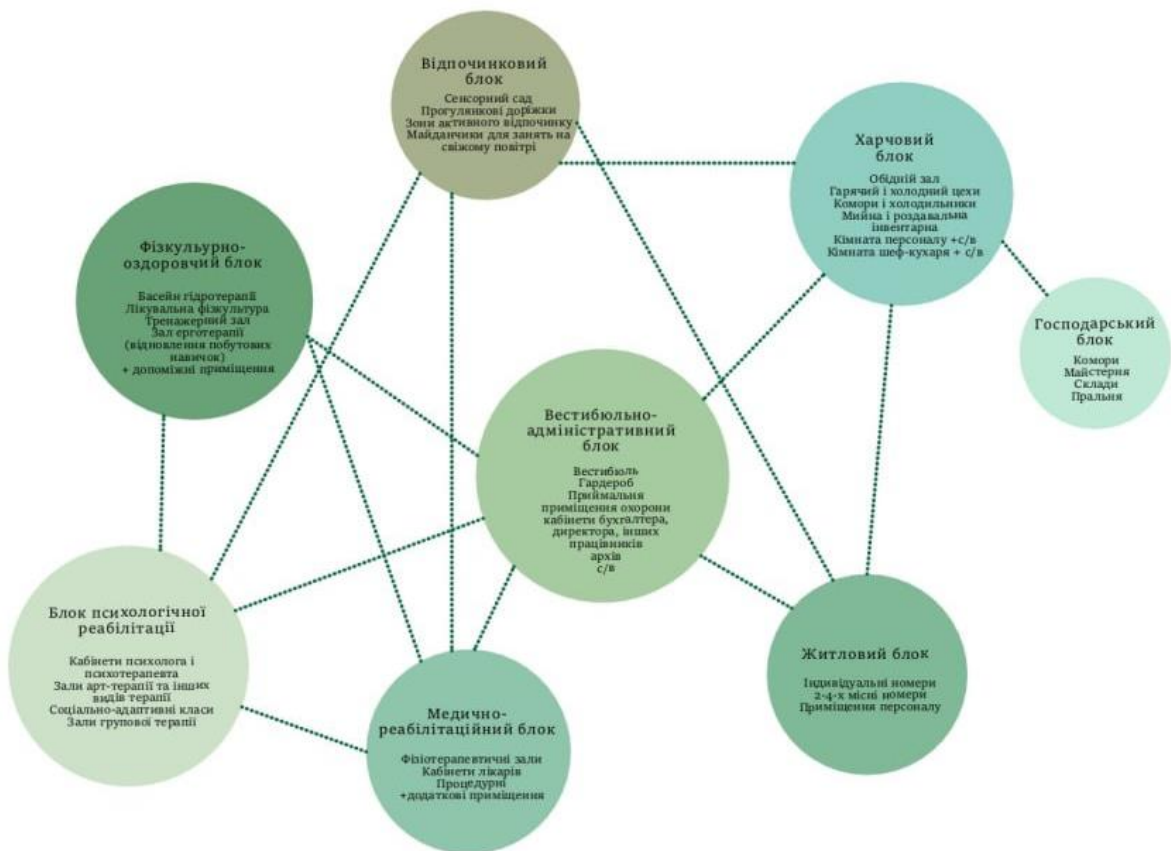 Відпочинковий
блок
Сенсорний сад
Прогулянкові доріжки
Зони активного відпочинку
Майданчики для занять на
свіжому повітрі
Харчовий
блок
Обідній зал
Гарячий і холодний цехи
Комори і холодильники
Мийна і роздавальна
інвентарна
Кімната персоналу +с/в
Кімната шеф-кухаря + с/в
Фізкульурно-
оздоровчий блок
Басейн гідротерапії
Лікувальна фізкультура
Тренажерний зал
Зал ерготерапії
(відновлення побутових
навичок)
+ допоміжні приміщення
Господарський
блок
Комори
Майстерня
Склади
Пральня
Вестибюльно-
адміністративний
блок
Вестибюль
Гардероб
Приймальня
приміщення охорони
кабінети бухгалтера,
директора, інших
працівників
архів
с/в
Блок психологічної
реабілітації
Кабінети психолога і
психотерапевта
Зали арт-терапії та інших
видів терапії
Соціально-адаптивні класи
Зали групової терапії
Медично-
реабілітаційний блок
Фізіотерапевтичні зали
Кабінети лікарів
Процедурні
+додаткові приміщення
Житловий блок
Індивідуальні номери
2-4-х місні номери
Приміщення персоналу